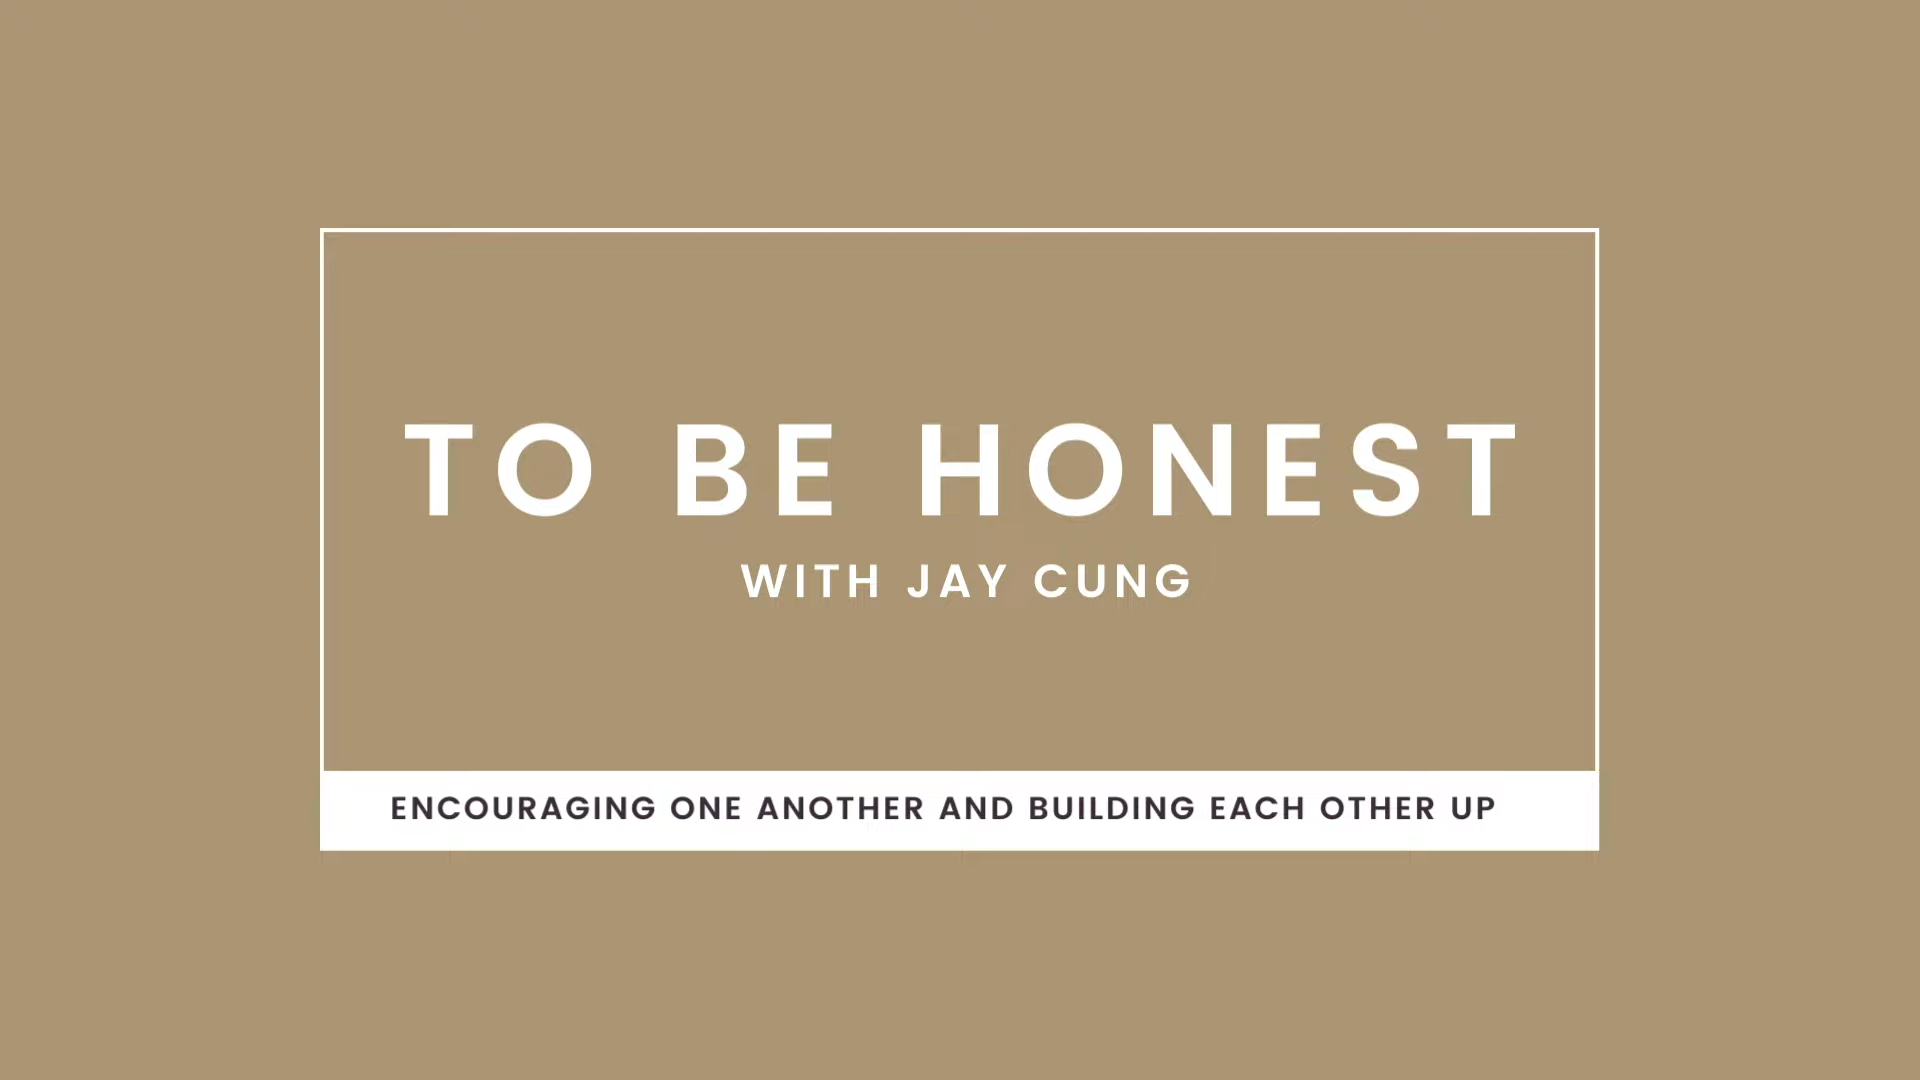 TO BE HONEST
WITH JAY CUNG
ENCOURAGING ONE ANOTHER AND BUILDING EACH OTHER UP